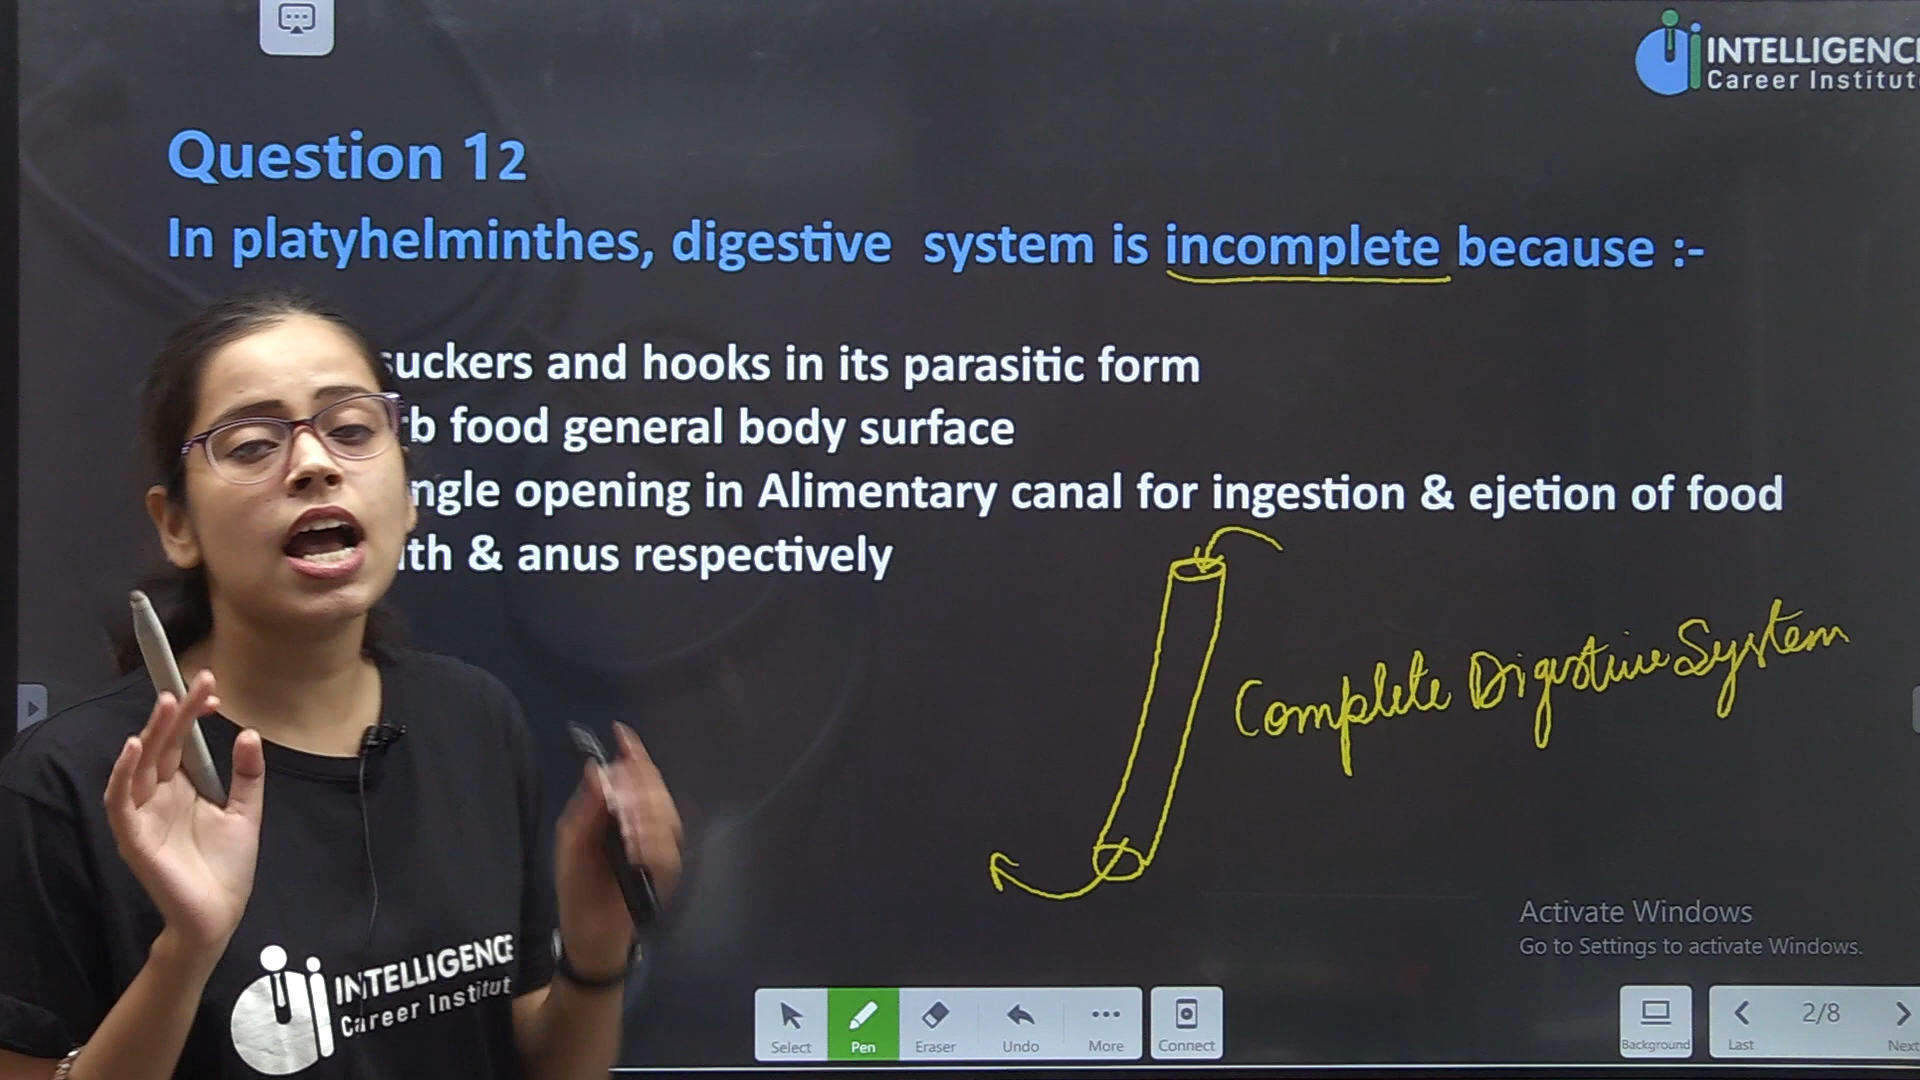 INTELLIGENCE
Career Institut
Question 12
In platyhelminthes, digestive system is incomplete because :-
suckers and hooks in its parasitic form
food general body surface
opening in Alimentary canal for ingestion & ejetion of food
& anus respectively
Complete Digestive System
INTELLIGENCE
Career Institut
Activate Windows
Go to Settings to activate Windows.
Select
Pen
Eraser
Undo
More
Connect
Background
Last
2/8
Next